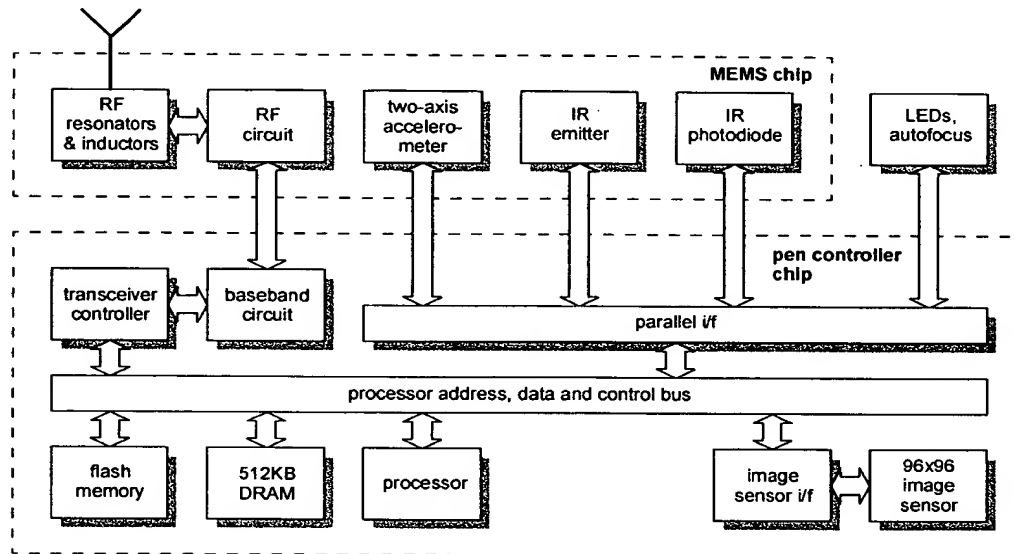 MEMS chip
RF
resonators
& inductors
RF
circuit
two-axis
accelero-
meter
IR
emitter
IR
photodiode
LEDs,
autofocus
pen controller
chip
transceiver
controller
baseband
circuit
parallel i/f
processor address, data and control bus
flash
memory
512KB
DRAM
processor
image
sensor i/f
96x96
image
sensor